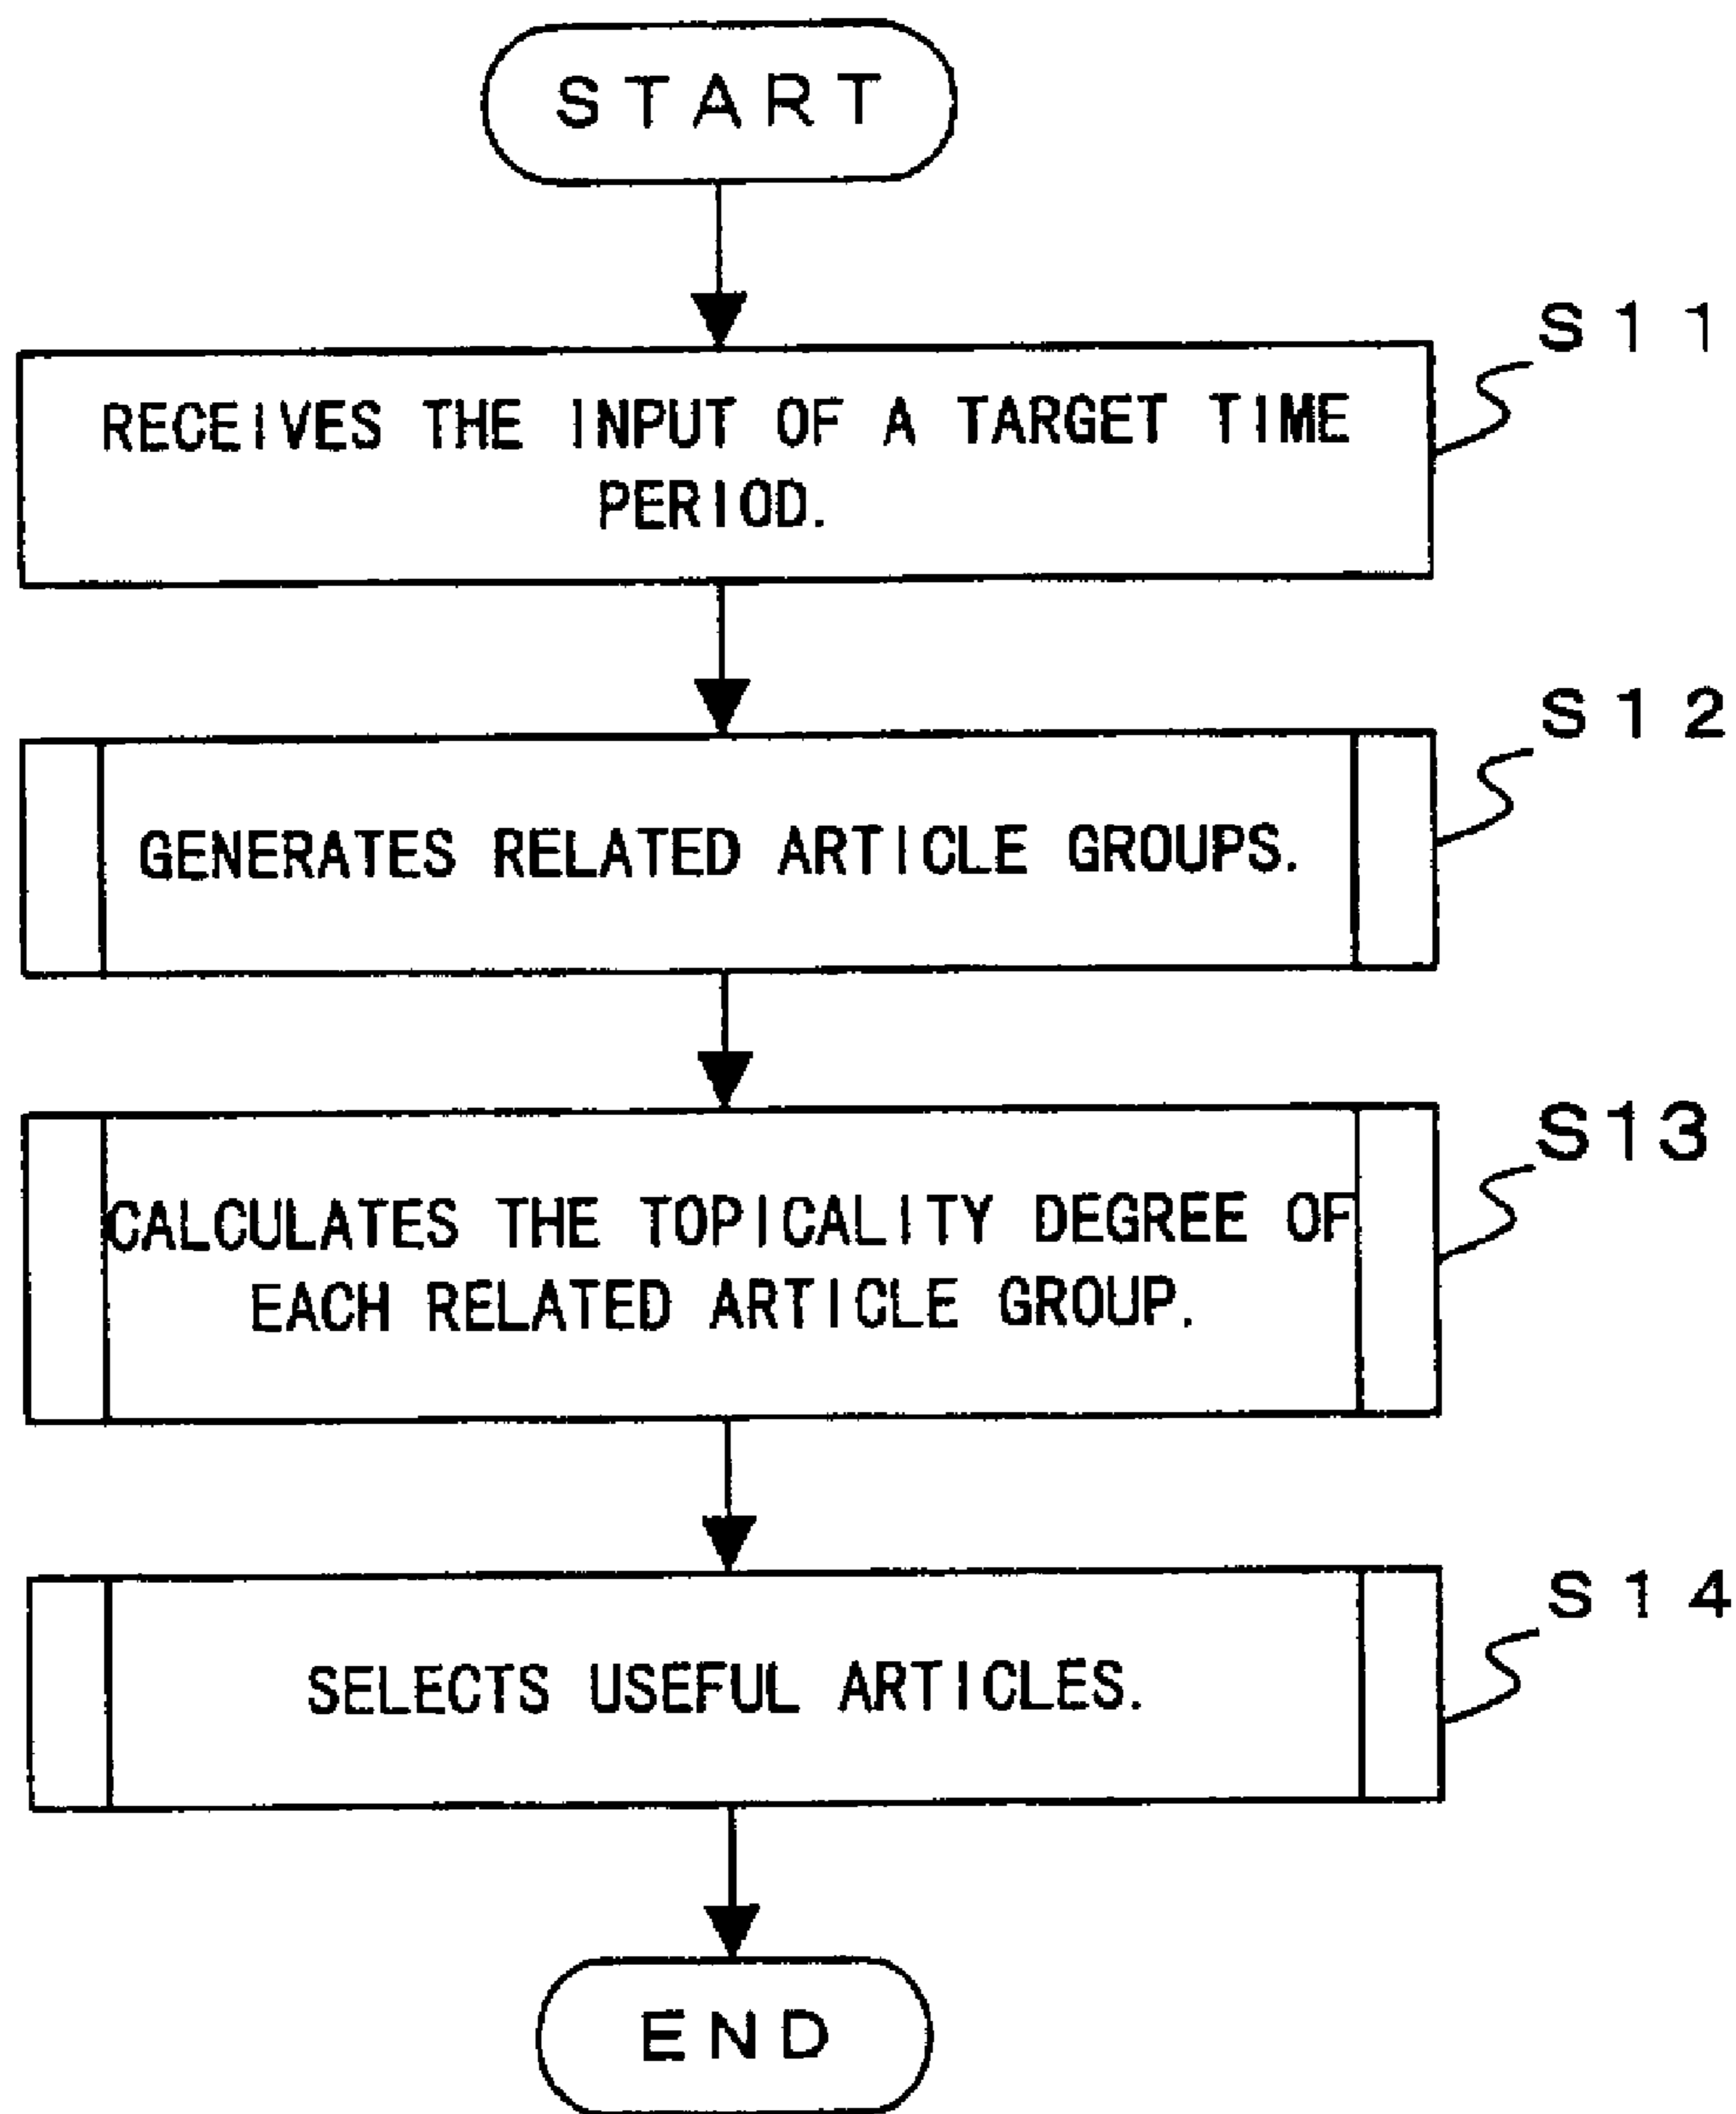 START
S11
RECEIVES THE INPUT OF A TARGET TIME
PERIOD.
S12
GENERATES RELATED ARTICLE GROUPS.
S13
CALCULATES THE TOPICALITY DEGREE OF
EACH RELATED ARTICLE GROUP.
S14
SELECTS USEFUL ARTICLES.
END